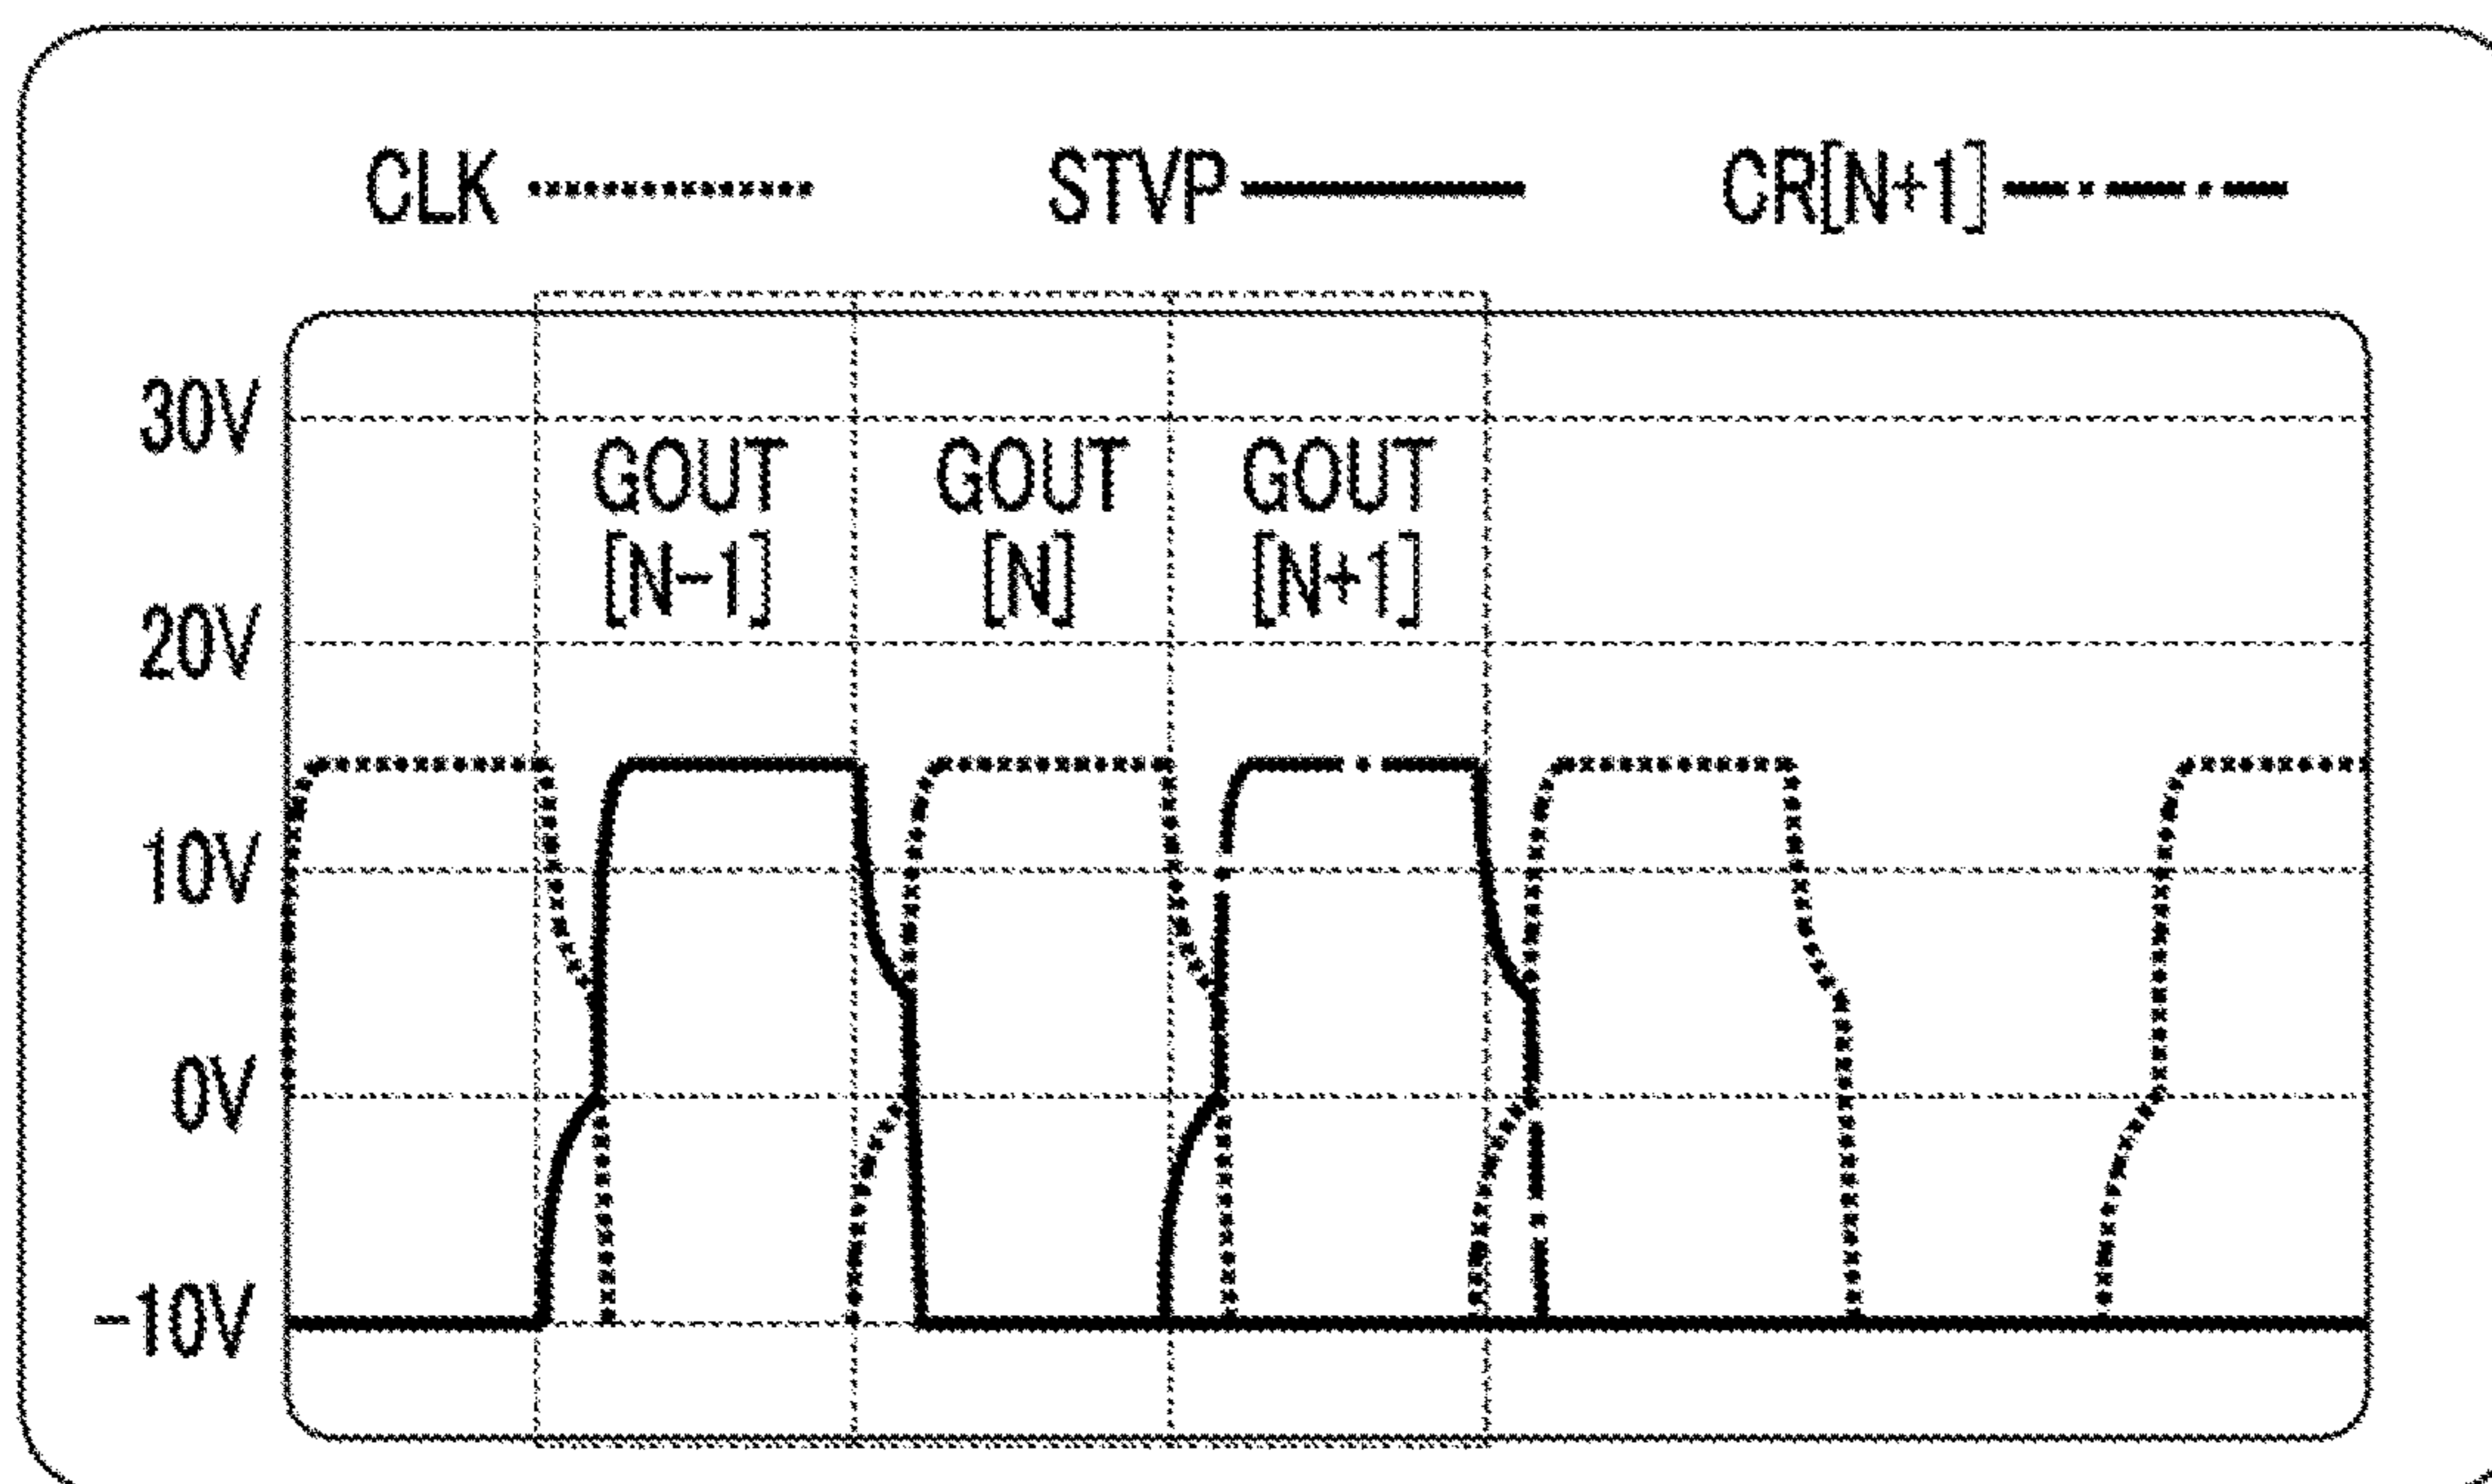 CLK STVP CR[N+1]
30V
GOUT GOUT GOUT
[N-1] [N] [N+1]
20V
10V
0V
-10V